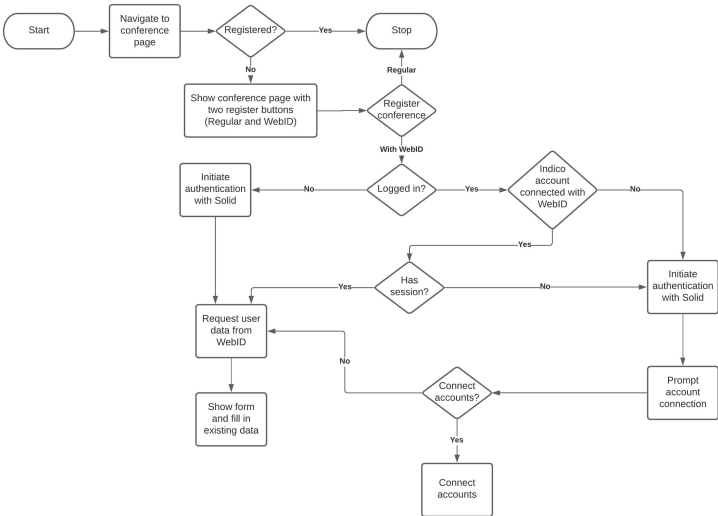 Start
Navigate to
conference
page
Registered?
Yes
Stop
No
Regular
Show conference page with
two register buttons
(Regular and WebID)
Register
conference
With WebID
Initiate
authentication
with Solid
No
Logged in?
Yes
Indico
account
connected with
WebID
No
Yes
Has
session?
Yes
No
Initiate
authentication
with Solid
Request user
data from
WebID
No
Connect
accounts?
Prompt
account
connection
Show form
and fill in
existing data
Yes
Connect
accounts